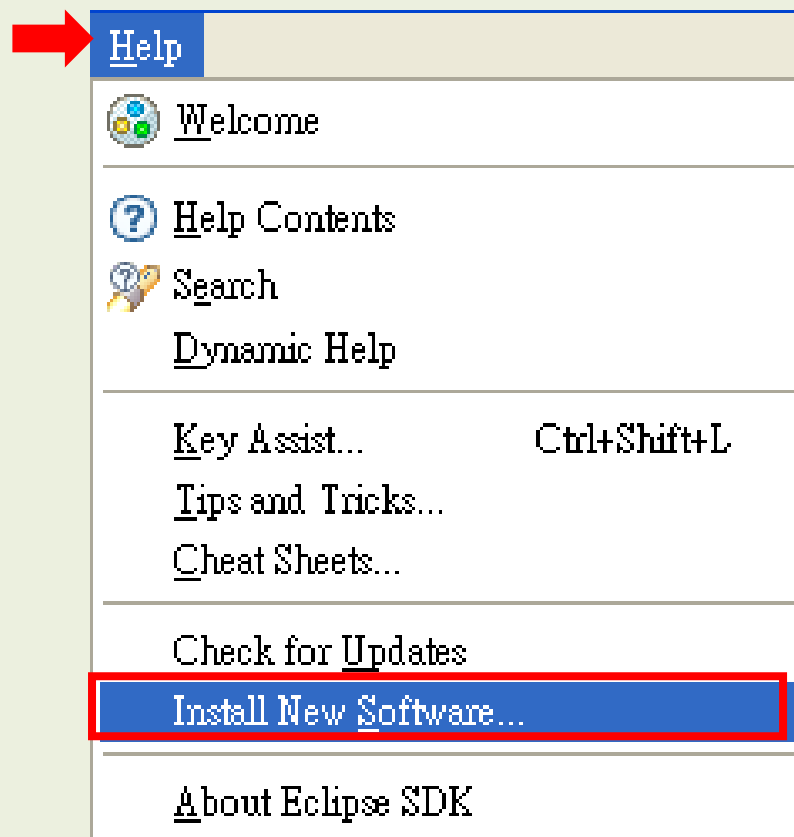 Help
Welcome
Help Contents
Search
Dynamic Help
Key Assist... Ctrl+Shift+L
Tips and Tricks...
Cheat Sheets...
Check for Updates
Install New Software...
About Eclipse SDK